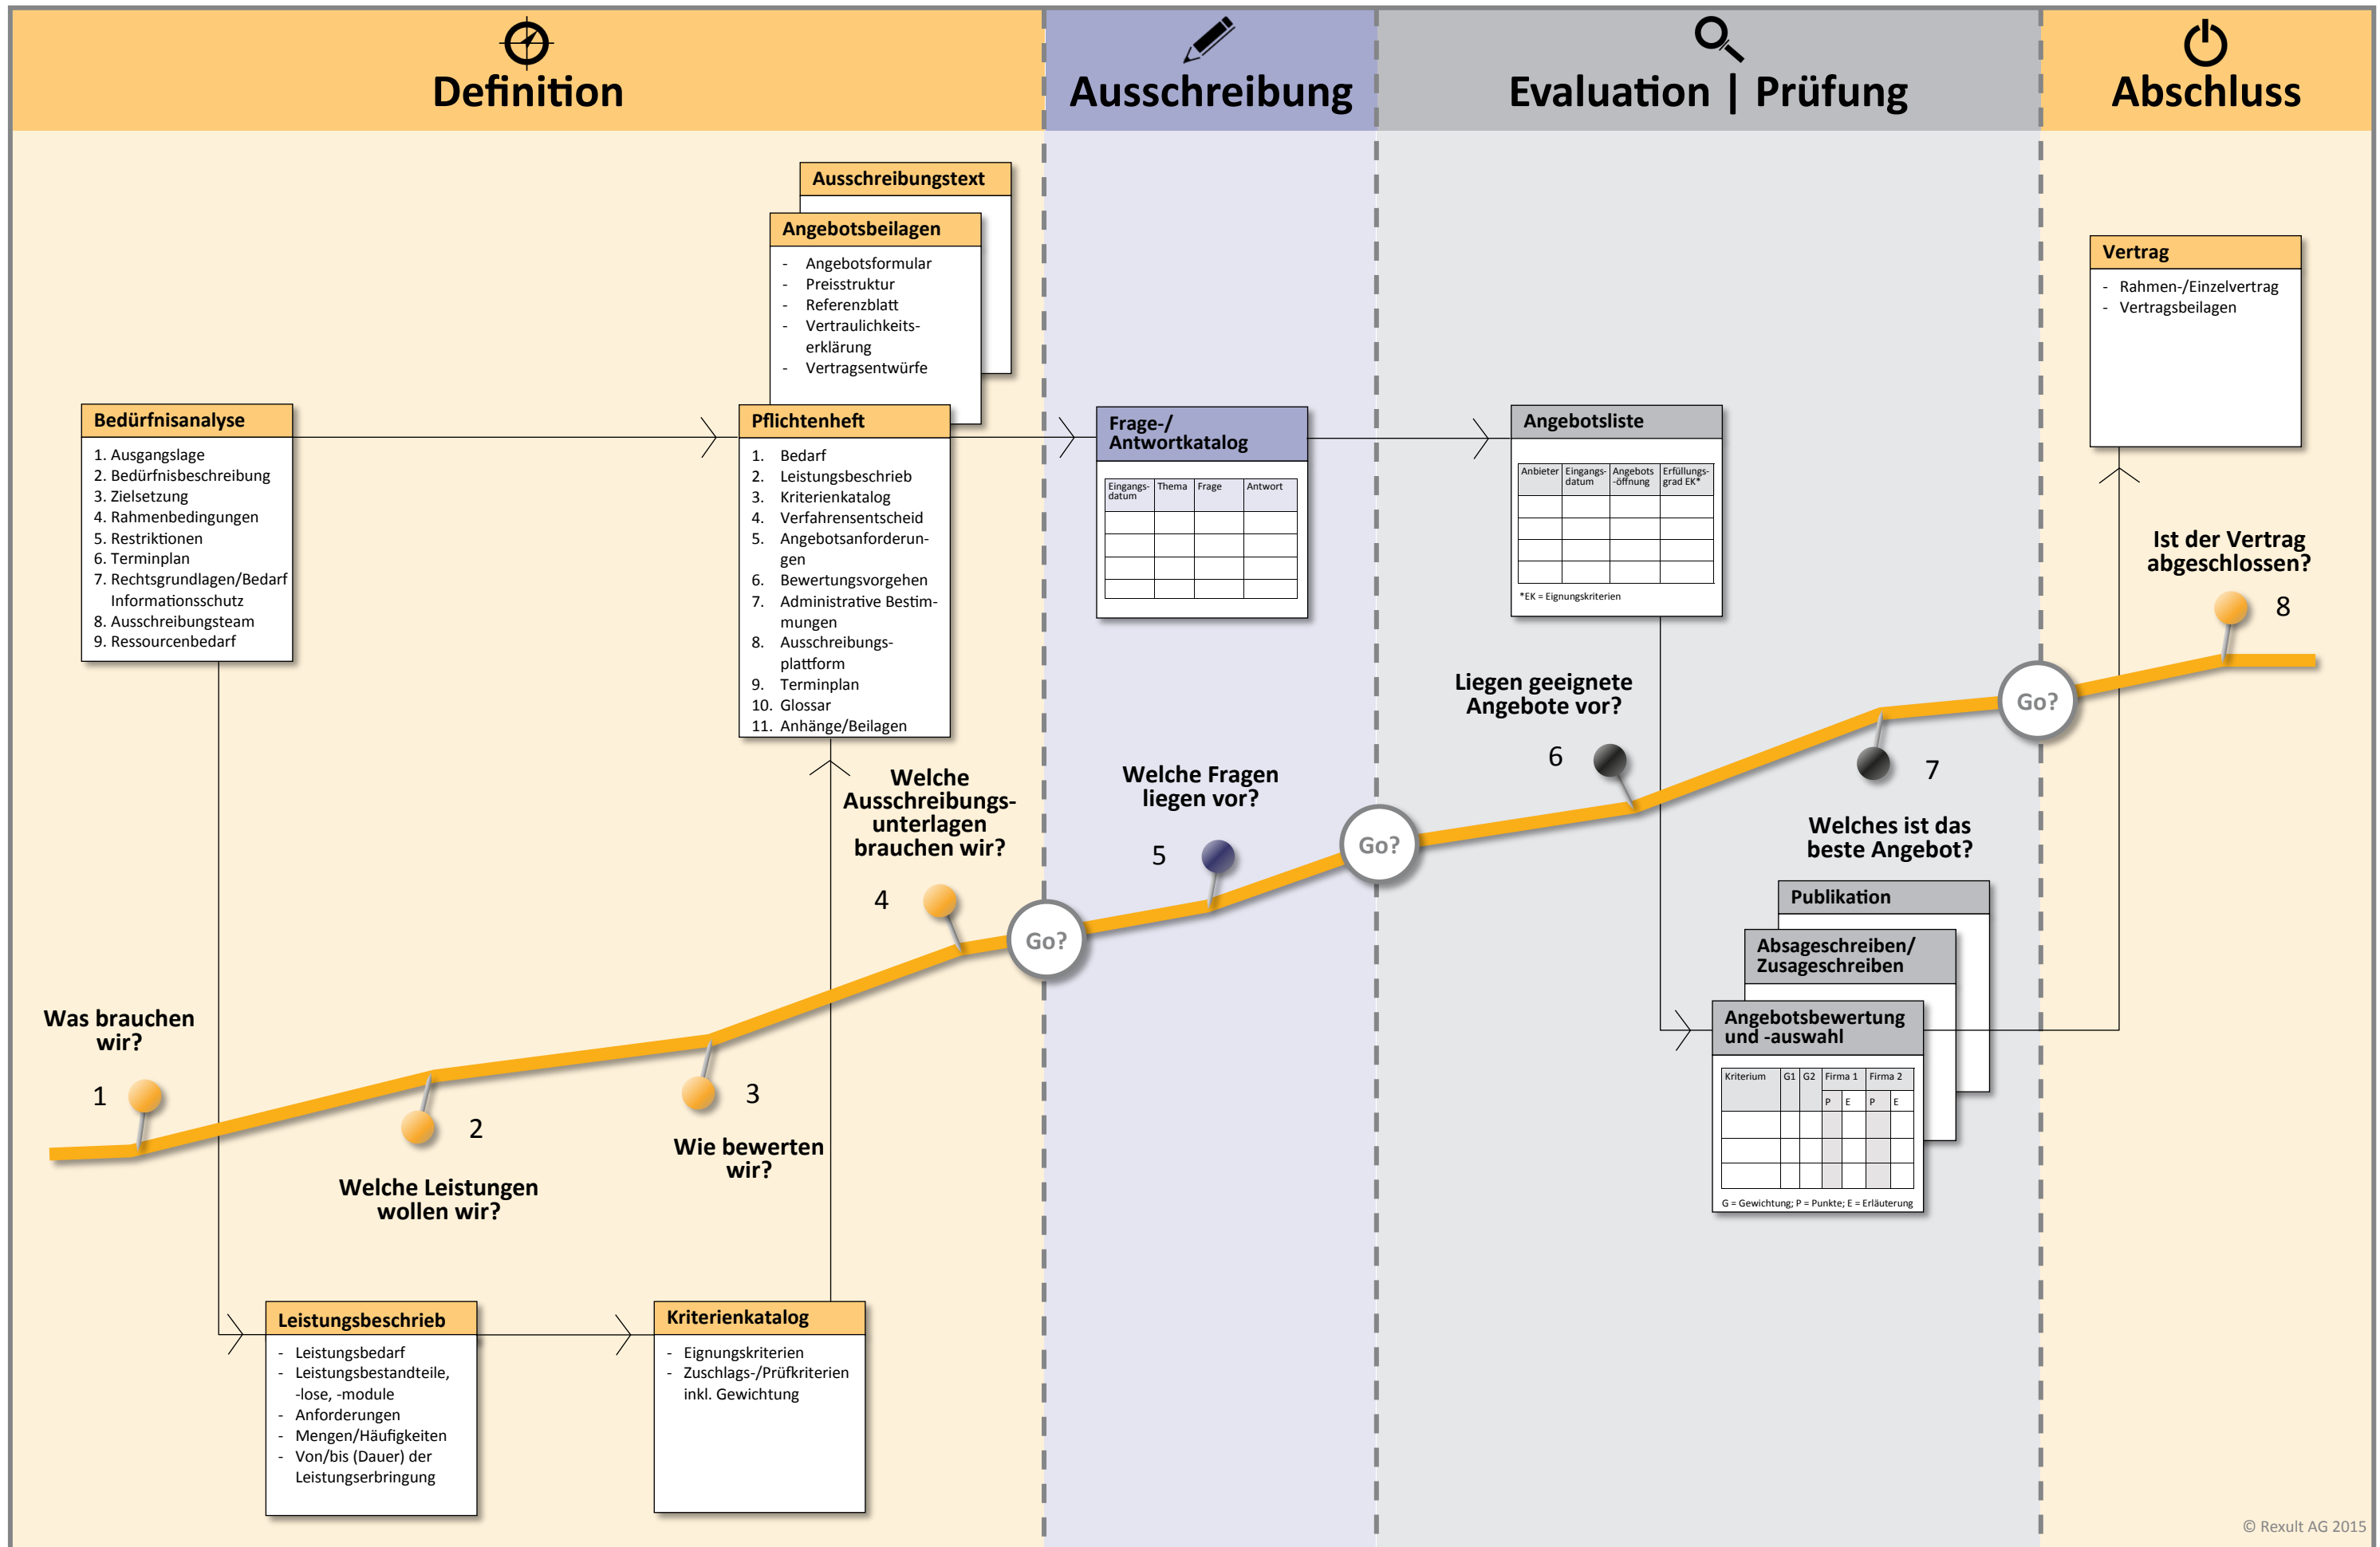 Definition
Ausschreibung
Evaluation | Prüfung
Abschluss
Ausschreibungstext
Angebotsbeilagen
- Angebotsformular
- Preisstruktur
- Referenzblatt
- Vertraulichkeits-
erklärung
- Vertragsentwürfe
Bedürfnisanalyse
1. Ausgangslage
2. Bedürfnisbeschreibung
3. Zielsetzung
4. Rahmenbedingungen
5. Restriktionen
6. Terminplan
7. Rechtsgrundlagen/Bedarf
Informationsschutz
8. Ausschreibungsteam
9. Ressourcenbedarf
Pflichtenheft
1. Bedarf
2. Leistungsbeschrieb
3. Kriterienkatalog
4. Verfahrensentscheid
5. Angebotsanforderun-
gen
6. Bewertungsvorgehen
7. Administrative Bestim-
mungen
8. Ausschreibungs-
plattform
9. Terminplan
10. Glossar
11. Anhänge/Beilagen
Was brauchen
wir?
1
2
Welche Leistungen
wollen wir?
3
Wie bewerten
wir?
Welche
Ausschreibungs-
unterlagen
brauchen wir?
4
Go?
Leistungsbeschrieb
- Leistungsbedarf
- Leistungsbestandteile,
-lose, -module
- Anforderungen
- Mengen/Häufigkeiten
- Von/bis (Dauer) der
Leistungserbringung
Kriterienkatalog
- Eignungskriterien
- Zuschlags-/Prüfkriterien
inkl. Gewichtung
Frage-/
Antwortkatalog
Eingangs-
datum
Thema
Frage
Antwort
Welche Fragen
liegen vor?
5
Go?
Angebotsliste
Anbieter
Eingangs-
datum
Angebots
-öffnung
Erfüllungs-
grad EK*
*EK = Eignungskriterien
Liegen geeignete
Angebote vor?
6
7
Welches ist das
beste Angebot?
Publikation
Absageschreiben/
Zusageschreiben
Angebotsbewertung
und -auswahl
Kriterium G1 G2 Firma 1 Firma 2
P E P E
G = Gewichtung; P = Punkte; E = Erläuterung
Go?
Vertrag
- Rahmen-/Einzelvertrag
- Vertragsbeilagen
Ist der Vertrag
abgeschlossen?
8
© Rexult AG 2015